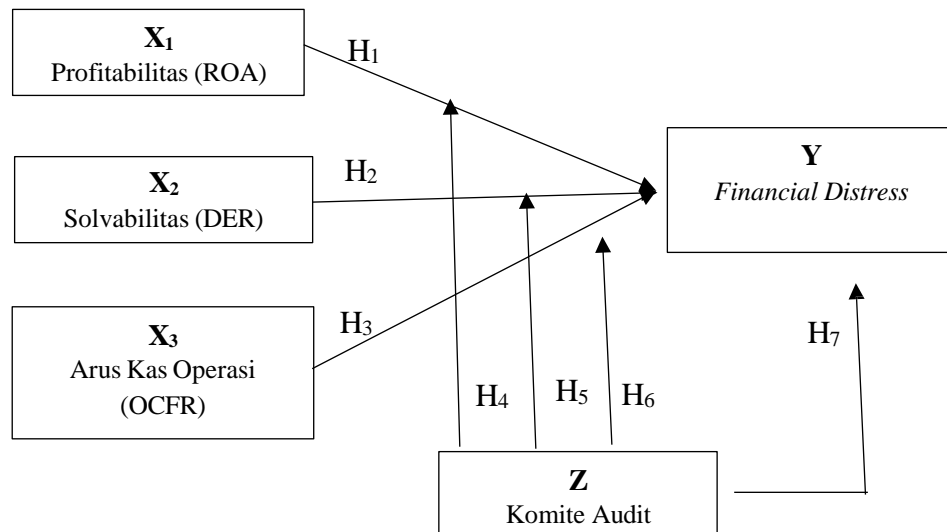 X₁
Profitabilitas (ROA)
H₁
X₂
Solvabilitas (DER)
H₂
Y
Financial Distress
X₃
Arus Kas Operasi
(OCFR)
H₃
H₄
H₅
H₆
H₇
Z
Komite Audit